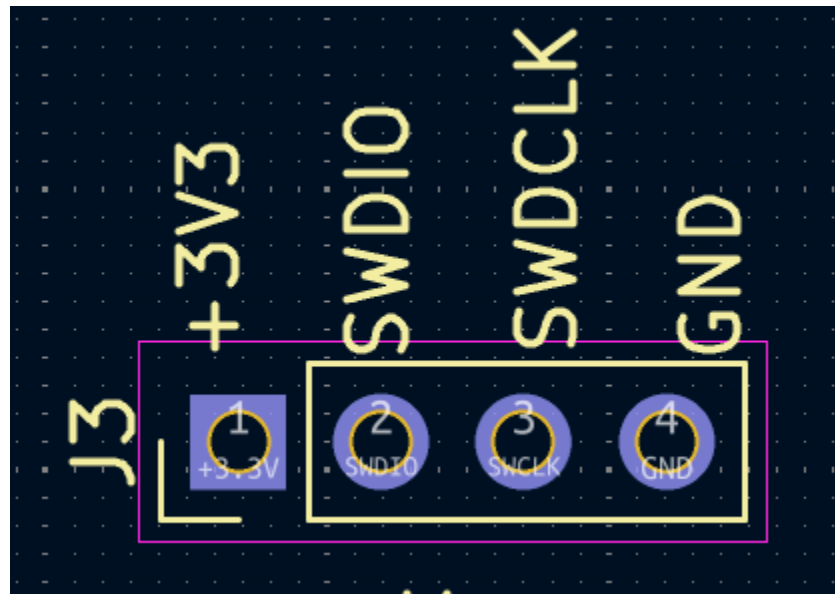 +3V3
SWDIO
SWDCLK
GND
J3
1
2
3
4
+3.3V
SWDIO
SWCLK
GND